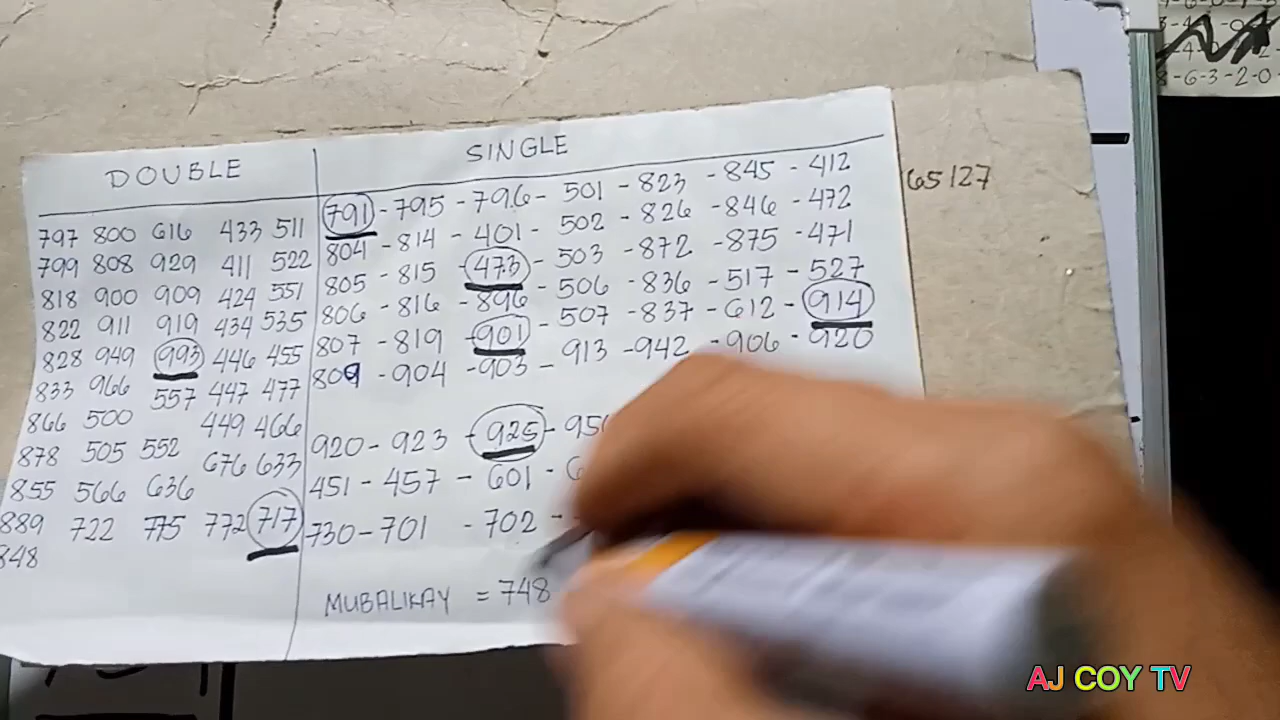 DOUBLE
797 800 616 433 511
799 808 929 411 522
818 900 909 424 551
822 911 919 434 535
828 949 993 446 455
833 966 557 447 477
866 500 449 466
878 505 552 676 633
855 566 636
889 722 775 772 717
848
SINGLE
791 - 795 - 796 - 501 - 823 - 845 - 412
804 - 814 - 401 - 502 - 826 - 846 - 472
805 - 815 - 473 - 503 - 872 - 875 - 471
806 - 816 - 896 - 506 - 836 - 517 - 527
807 - 819 - 901 - 507 - 837 - 612 - 914
809 - 904 - 903 - 913 - 942 - 906 - 920
920 - 923 - 925 -
451 - 457 - 601 -
730 - 701 - 702 -
MUBALIKAY = 748
65127
AJ COY TV